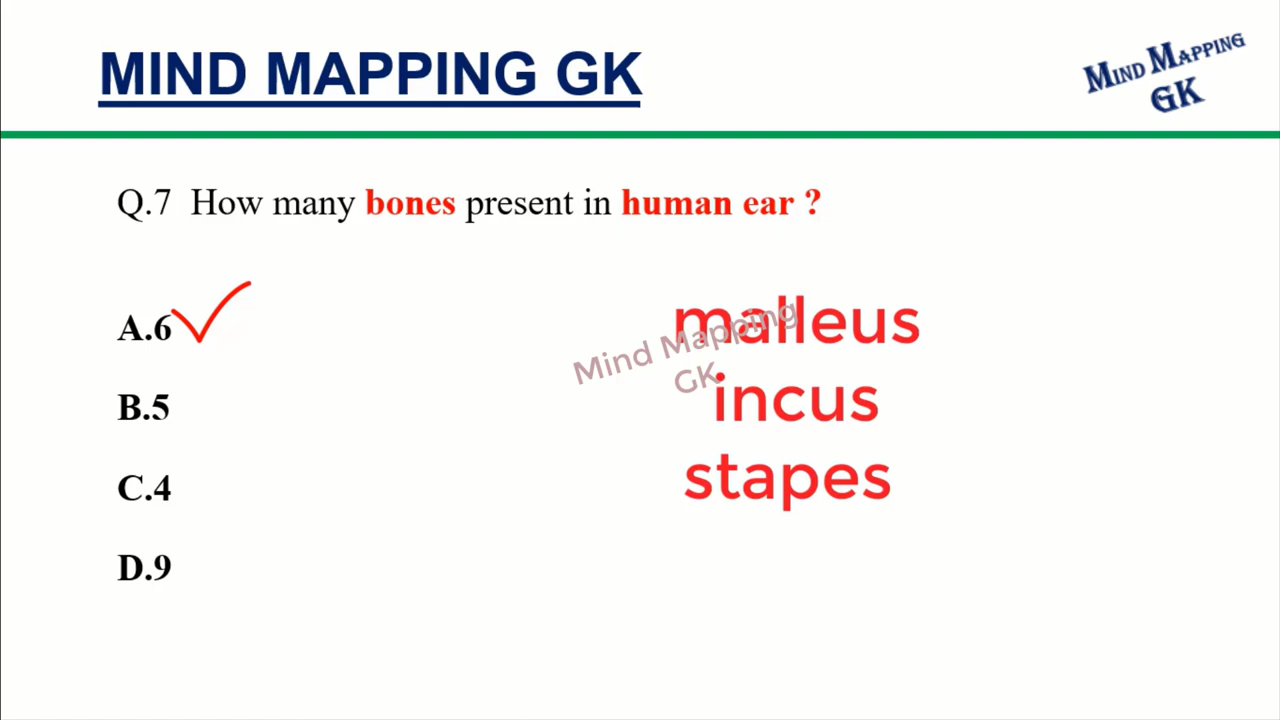 MIND MAPPING GK
MIND MAPPING
GK
Q.7 How many bones present in human ear ?
A.6
malleus
Mind Mapping
GK
B.5
incus
C.4
stapes
D.9